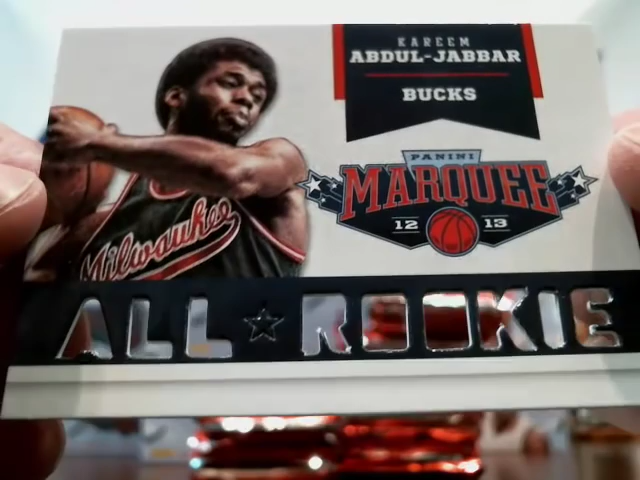 KAREEM
ABDUL-JABBAR
BUCKS
PANINI
MARQUEE
12 13
Milwaukee
ALL ★ ROOKIE